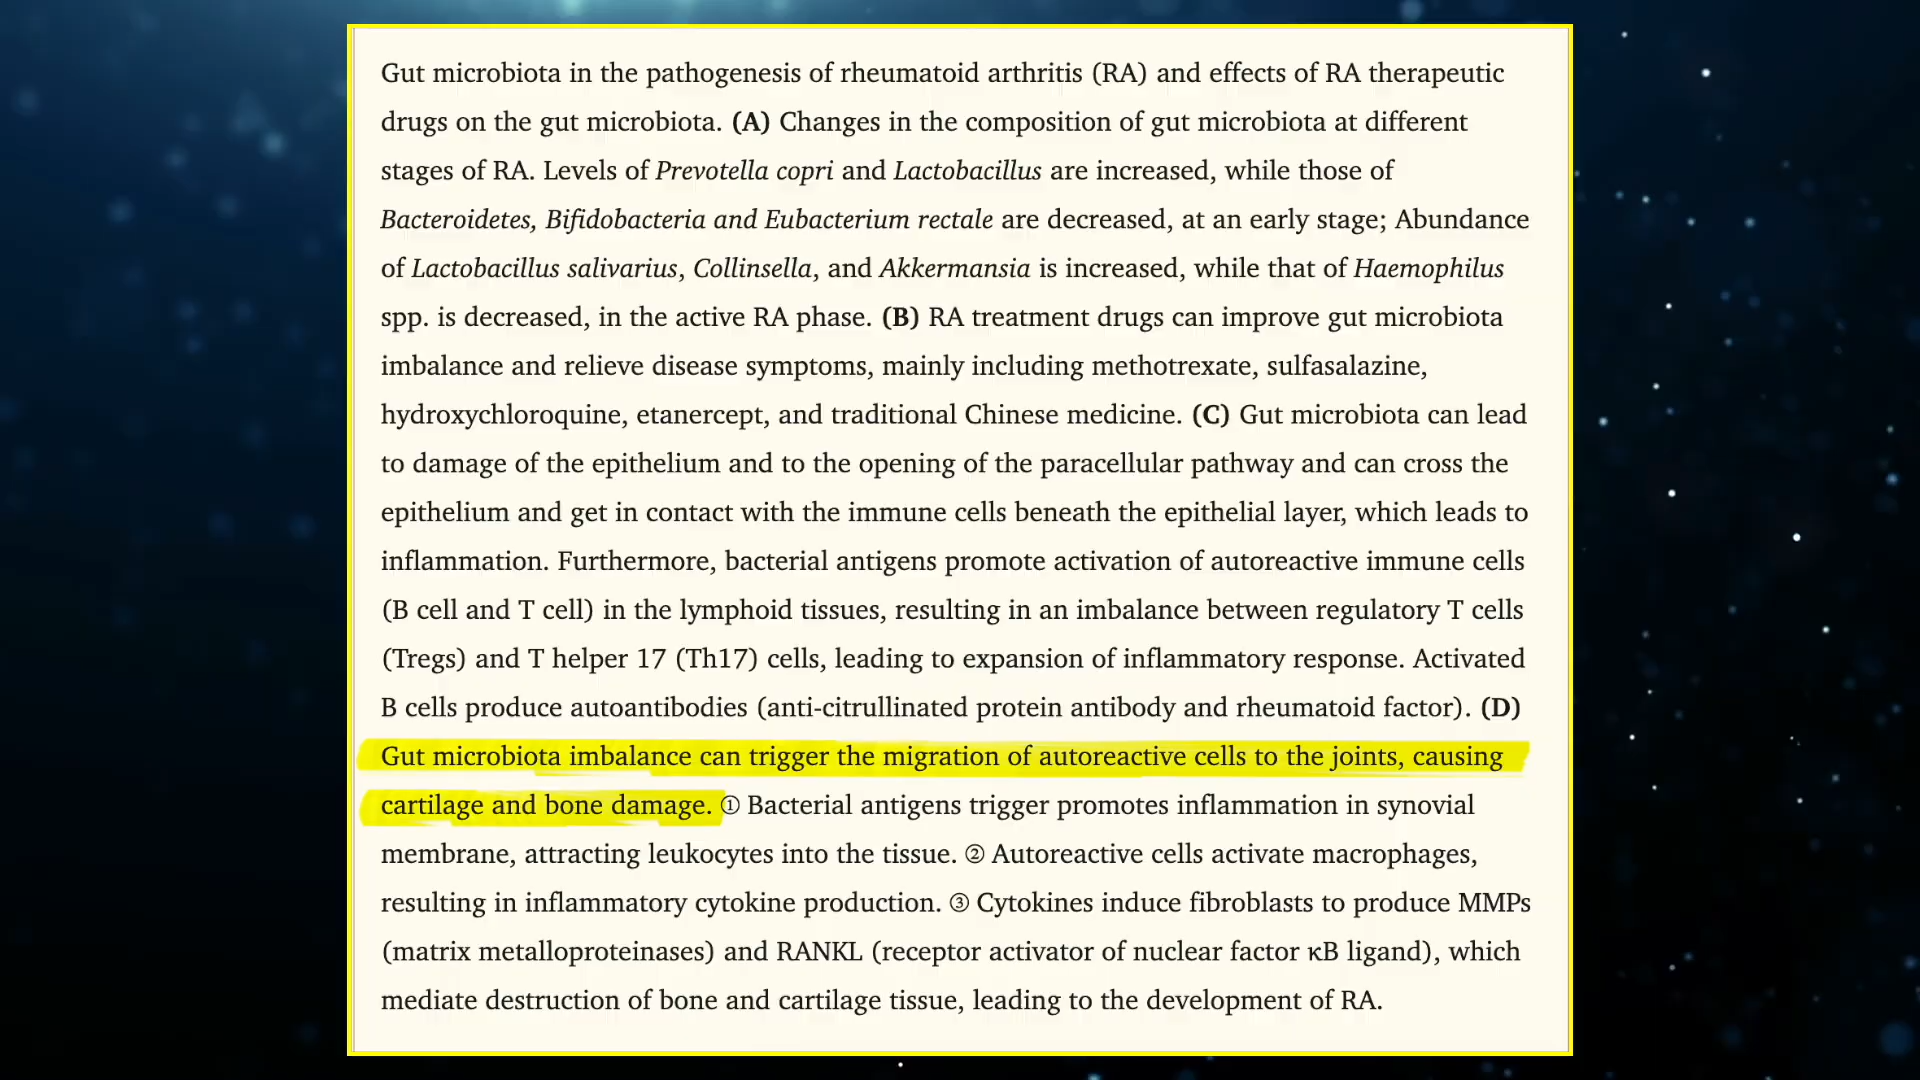 Gut microbiota in the pathogenesis of rheumatoid arthritis (RA) and effects of RA therapeutic
drugs on the gut microbiota. (A) Changes in the composition of gut microbiota at different
stages of RA. Levels of Prevotella copri and Lactobacillus are increased, while those of
Bacteroidetes, Bifidobacteria and Eubacterium rectale are decreased, at an early stage; Abundance
of Lactobacillus salivarius, Collinsella, and Akkermansia is increased, while that of Haemophilus
spp. is decreased, in the active RA phase. (B) RA treatment drugs can improve gut microbiota
imbalance and relieve disease symptoms, mainly including methotrexate, sulfasalazine,
hydroxychloroquine, etanercept, and traditional Chinese medicine. (C) Gut microbiota can lead
to damage of the epithelium and to the opening of the paracellular pathway and can cross the
epithelium and get in contact with the immune cells beneath the epithelial layer, which leads to
inflammation. Furthermore, bacterial antigens promote activation of autoreactive immune cells
(B cell and T cell) in the lymphoid tissues, resulting in an imbalance between regulatory T cells
(Tregs) and T helper 17 (Th17) cells, leading to expansion of inflammatory response. Activated
B cells produce autoantibodies (anti-citrullinated protein antibody and rheumatoid factor). (D)
Gut microbiota imbalance can trigger the migration of autoreactive cells to the joints, causing
cartilage and bone damage. ① Bacterial antigens trigger promotes inflammation in synovial
membrane, attracting leukocytes into the tissue. ② Autoreactive cells activate macrophages,
resulting in inflammatory cytokine production. ③ Cytokines induce fibroblasts to produce MMPs
(matrix metalloproteinases) and RANKL (receptor activator of nuclear factor κB ligand), which
mediate destruction of bone and cartilage tissue, leading to the development of RA.